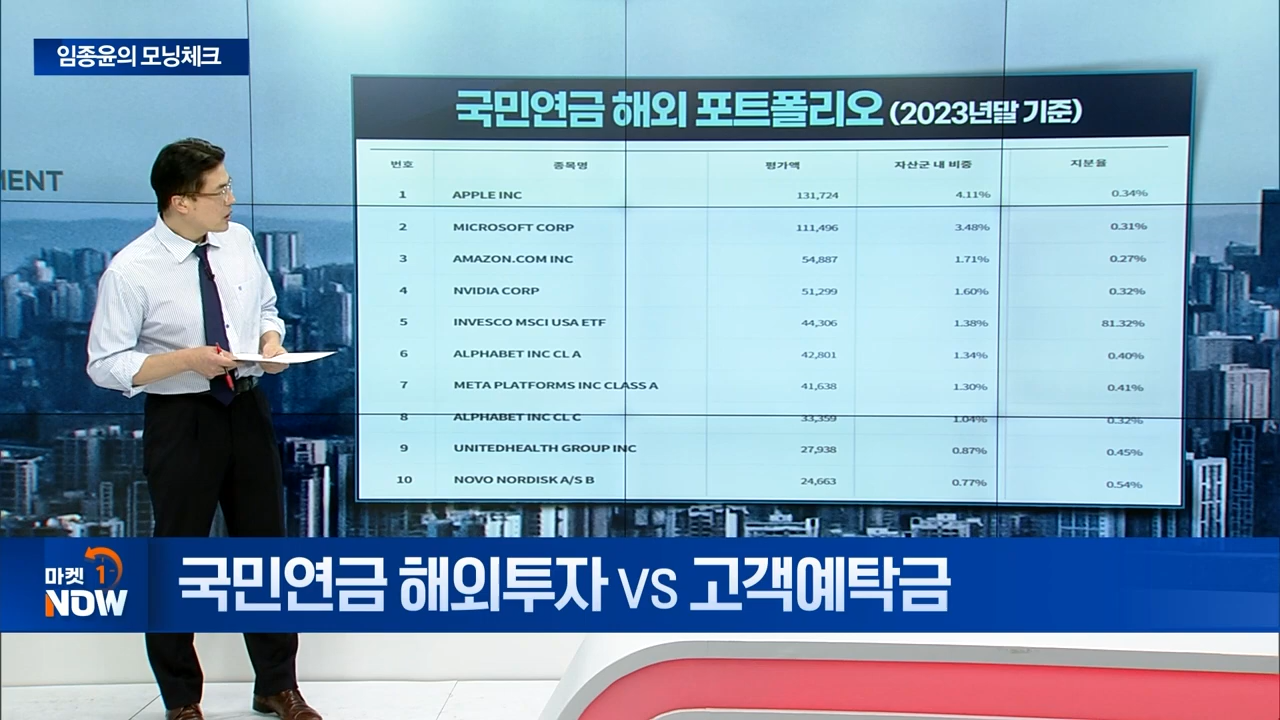 임종윤의 모닝체크
MENT
국민연금 해외 포트폴리오 (2023년말 기준)
번호 종목명 평가액 자산군 내 비중 지분율
1 APPLE INC 131,724 4.11% 0.34%
2 MICROSOFT CORP 111,496 3.48% 0.31%
3 AMAZON.COM INC 54,887 1.71% 0.27%
4 NVIDIA CORP 51,299 1.60% 0.32%
5 INVESCO MSCI USA ETF 44,306 1.38% 81.32%
6 ALPHABET INC CL A 42,801 1.34% 0.40%
7 META PLATFORMS INC CLASS A 41,638 1.30% 0.41%
8 ALPHABET INC CL C 33,359 1.04% 0.32%
9 UNITEDHEALTH GROUP INC 27,938 0.87% 0.45%
10 NOVO NORDISK A/S B 24,663 0.77% 0.54%
마켓 1
NOW
국민연금 해외투자 vs 고객예탁금